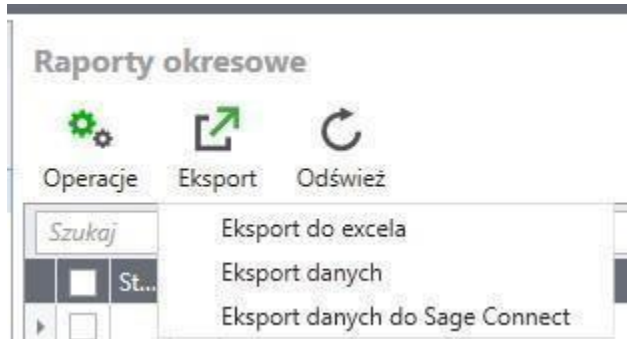 Raporty okresowe
Operacje Eksport Odśwież
Szukaj
Eksport do excela
St...
Eksport danych
Eksport danych do Sage Connect